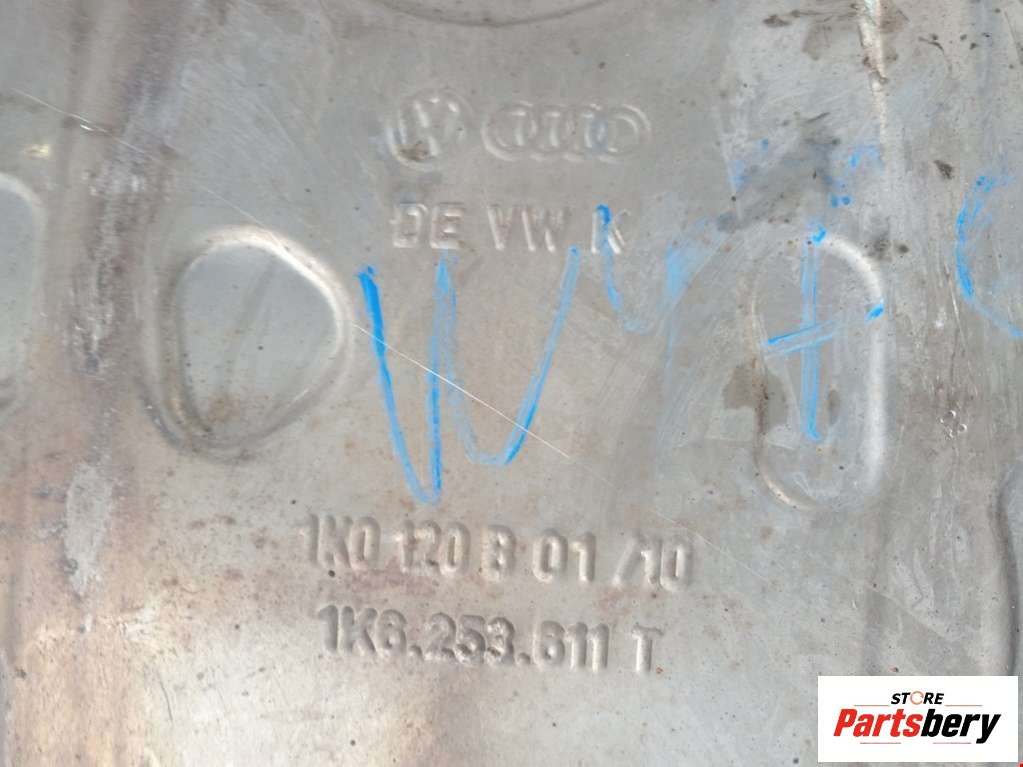 DE VW K
1K0 120 B 01/10
1K6.253.611 T
STORE
Partsbery